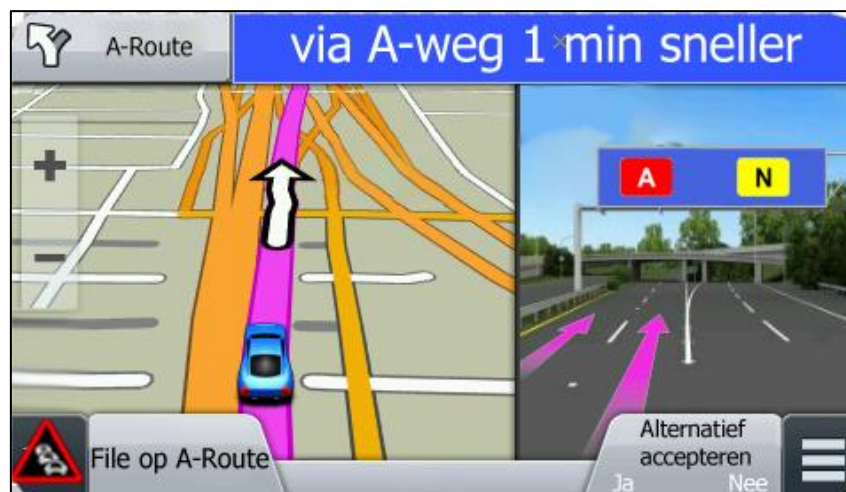 A-Route
via A-weg 1 min sneller
+
A N
−
File op A-Route
Alternatief
accepteren
Ja Nee